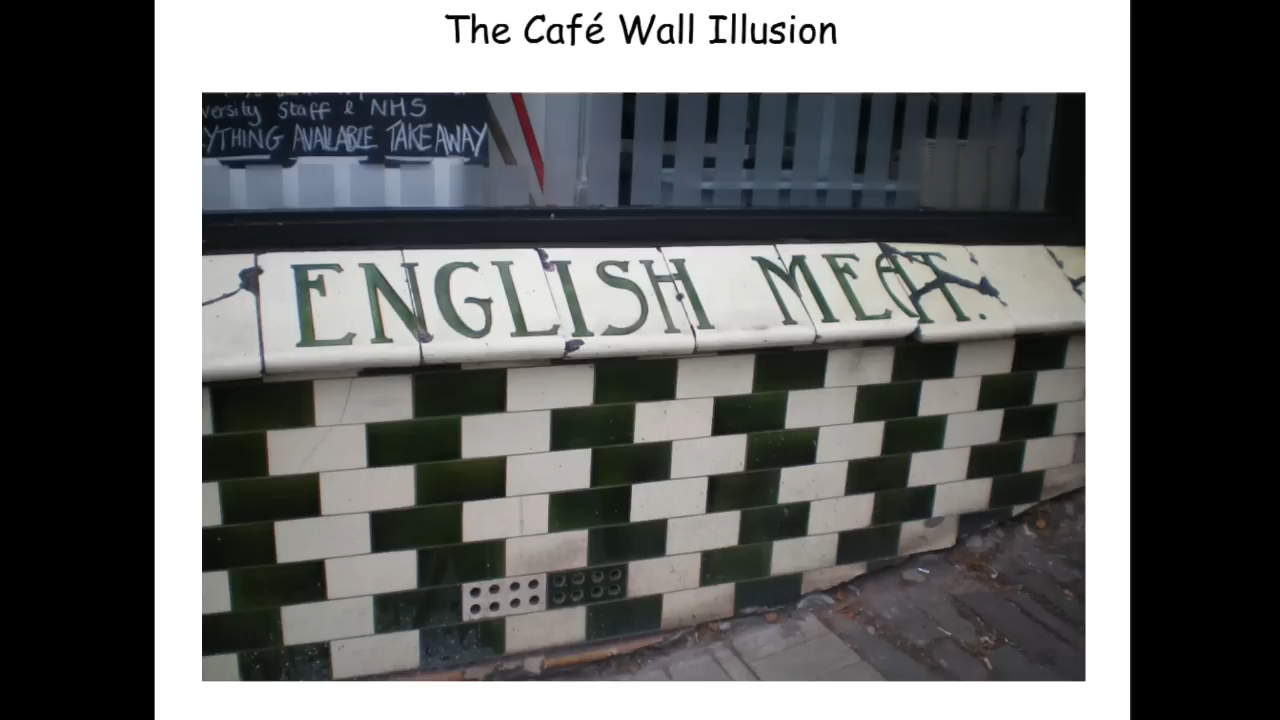 The Café Wall Illusion
versity Staff & NHS
YTHING AVAILABLE TAKEAWAY
ENGLISH MEAT.